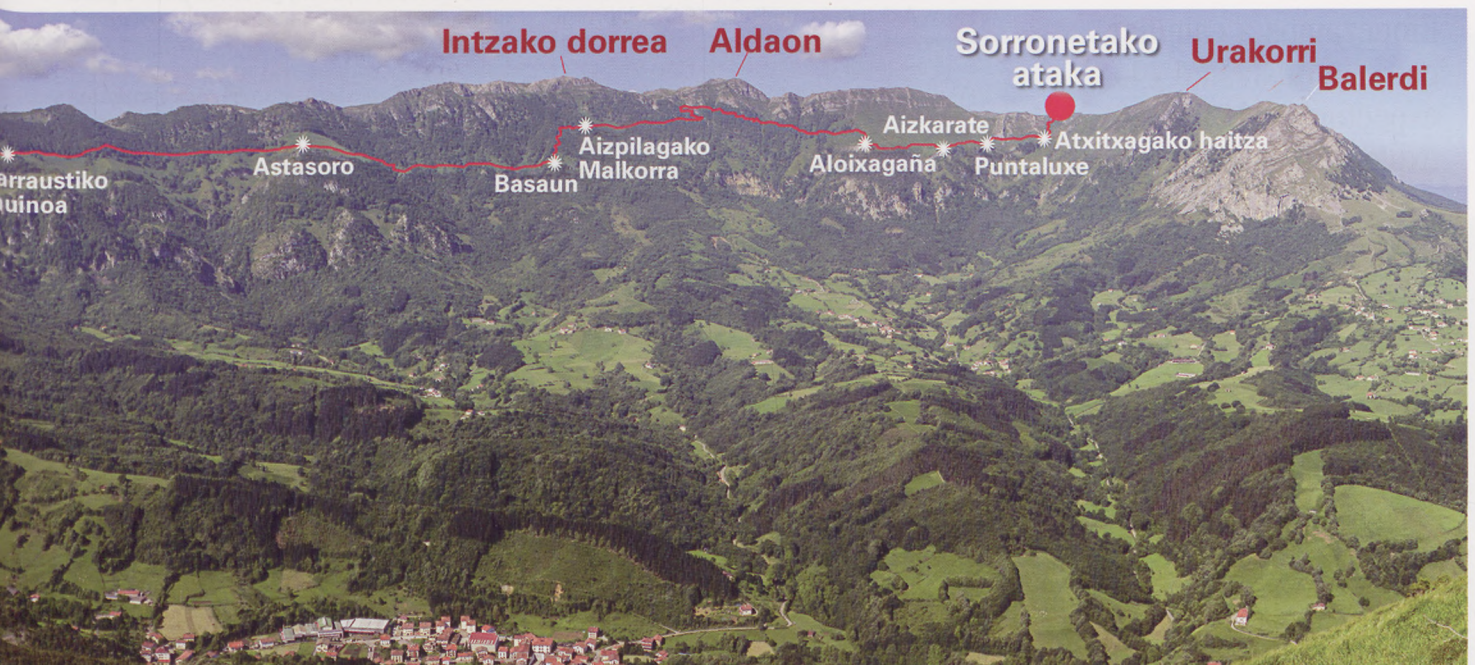 Intzako dorrea
Aldaon
Sorronetako
ataka
Urakorri
Balerdi
Aizkarate
Atxitxagako haitza
Aizpilagako
Malkorra
Astasoro
Basaun
Aloixagaña
Puntaluxe
arraustiko
uinoa